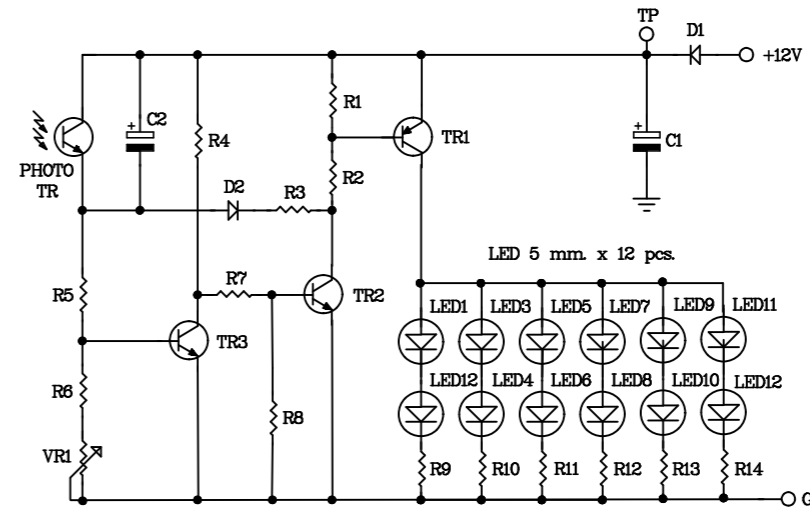 TP
D1
+12V
R1
C2
+
R4
TR1
+
C1
PHOTO
TR
R2
D2
R3
LED 5 mm. x 12 pcs.
R5
R7
TR2
LED1
LED3
LED5
LED7
LED9
LED11
TR3
R6
LED12
LED4
LED6
LED8
LED10
LED12
R8
VR1
R9
R10
R11
R12
R13
R14
G